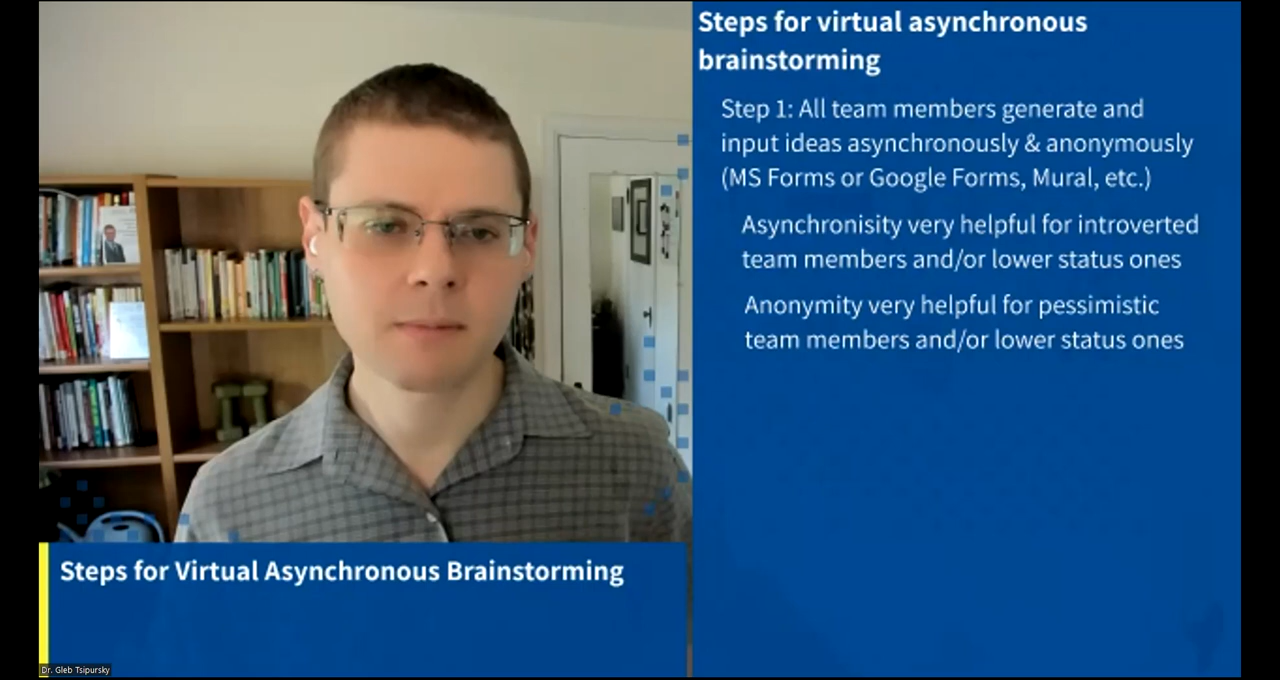 Steps for virtual asynchronous
brainstorming
Step 1: All team members generate and
input ideas asynchronously & anonymously
(MS Forms or Google Forms, Mural, etc.)
Asynchronisity very helpful for introverted
team members and/or lower status ones
Anonymity very helpful for pessimistic
team members and/or lower status ones
Steps for Virtual Asynchronous Brainstorming
Dr. Gleb Tsipursky